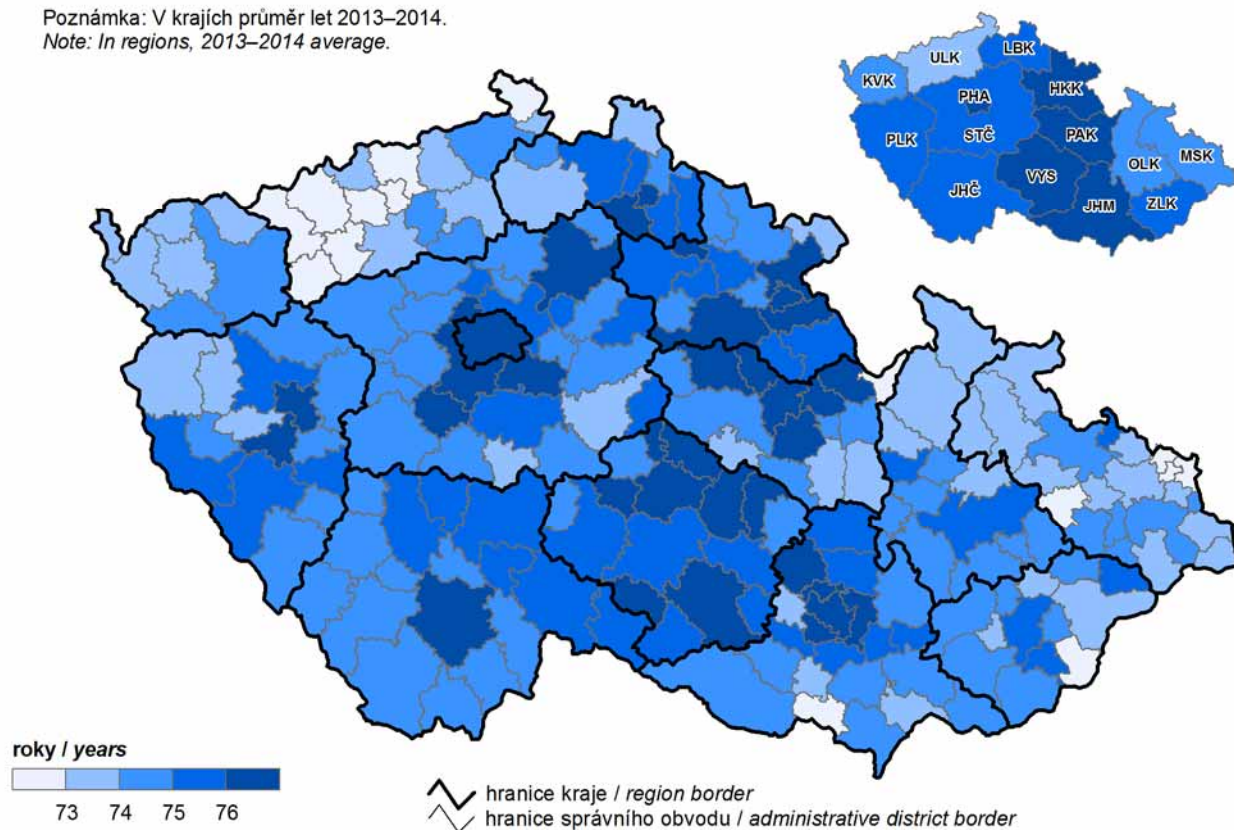 Poznámka: V krajích průměr let 2013–2014.
Note: In regions, 2013–2014 average.
LBK
ULK
KVK
HKK
PHA
STČ
PLK
PAK
MSK
OLK
VYS
JHČ
ZLK
JHM
roky / years
73 74 75 76
hranice kraje / region border
hranice správního obvodu / administrative district border